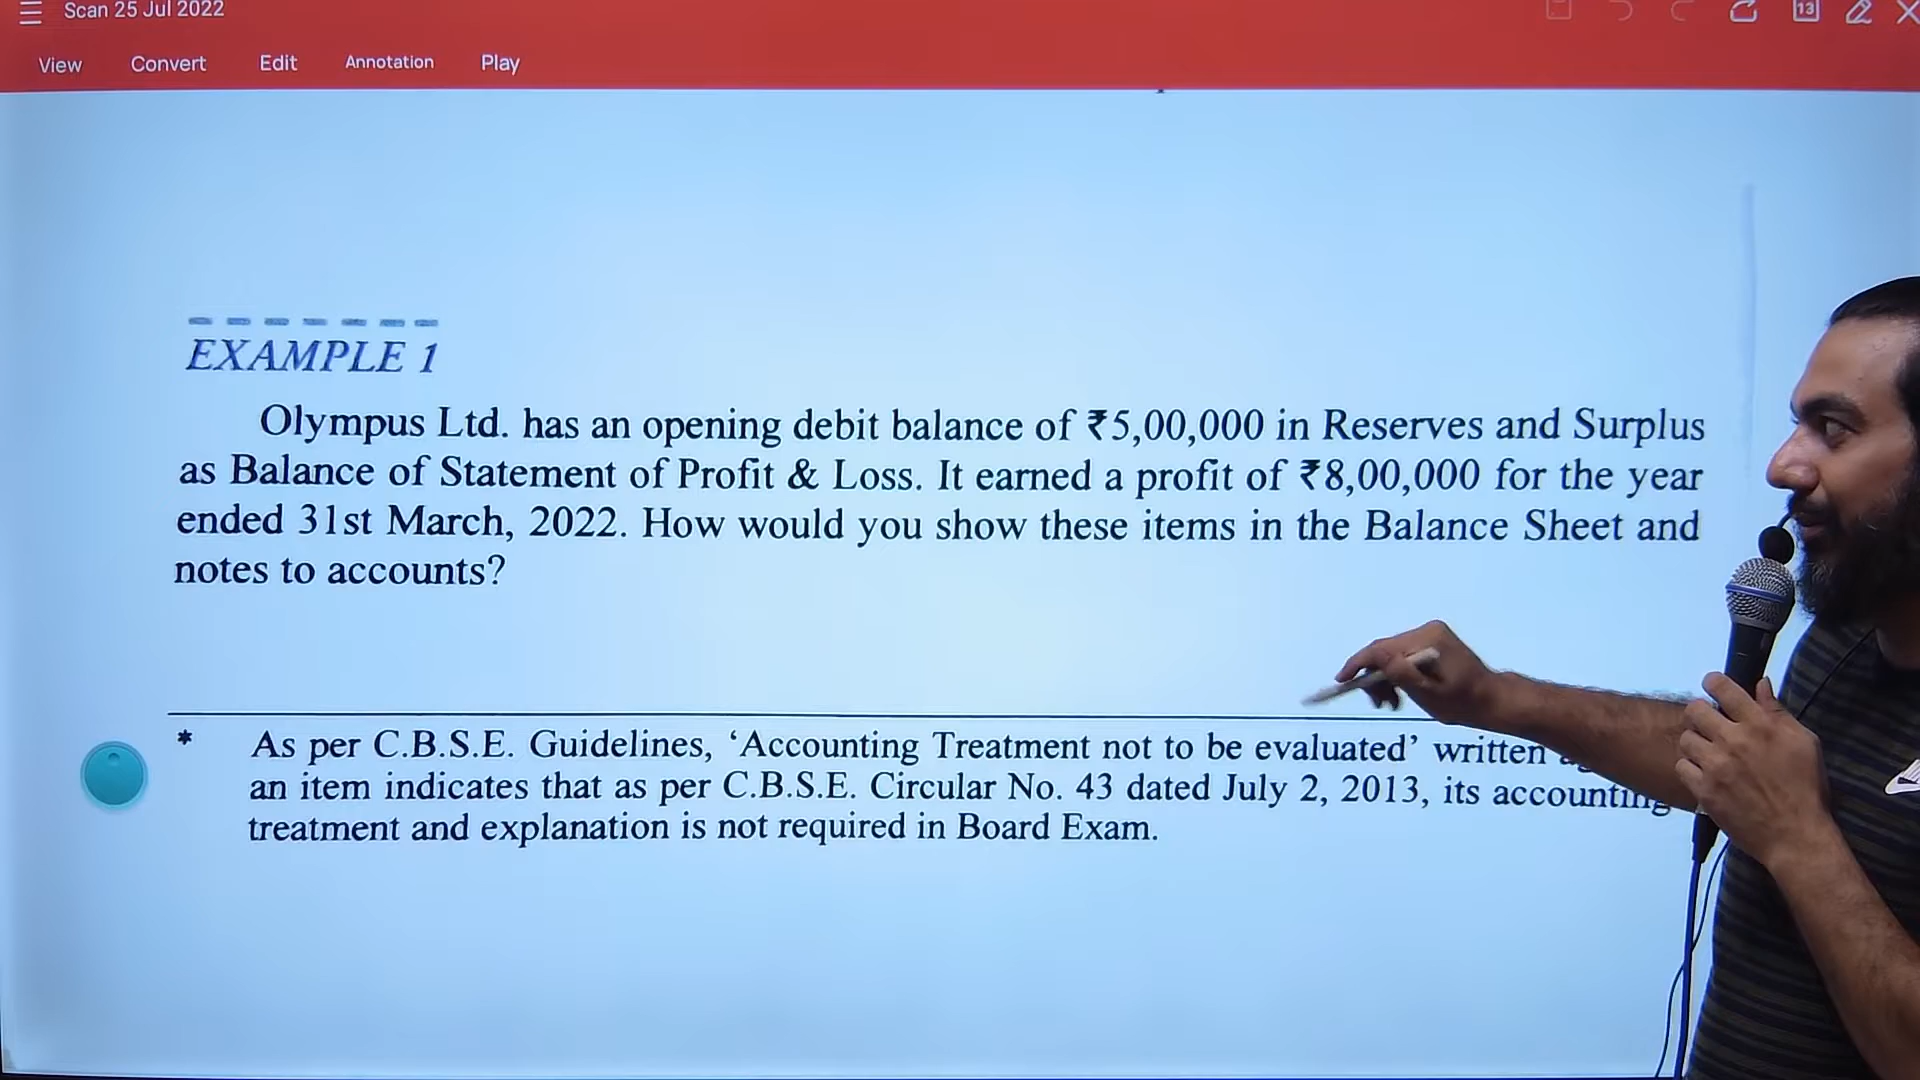 Scan 25 Jul 2022
13
View Convert Edit Annotation Play
EXAMPLE 1
Olympus Ltd. has an opening debit balance of ₹5,00,000 in Reserves and Surplus
as Balance of Statement of Profit & Loss. It earned a profit of ₹8,00,000 for the year
ended 31st March, 2022. How would you show these items in the Balance Sheet and
notes to accounts?
* As per C.B.S.E. Guidelines, ‘Accounting Treatment not to be evaluated’ written
an item indicates that as per C.B.S.E. Circular No. 43 dated July 2, 2013, its accounting
treatment and explanation is not required in Board Exam.